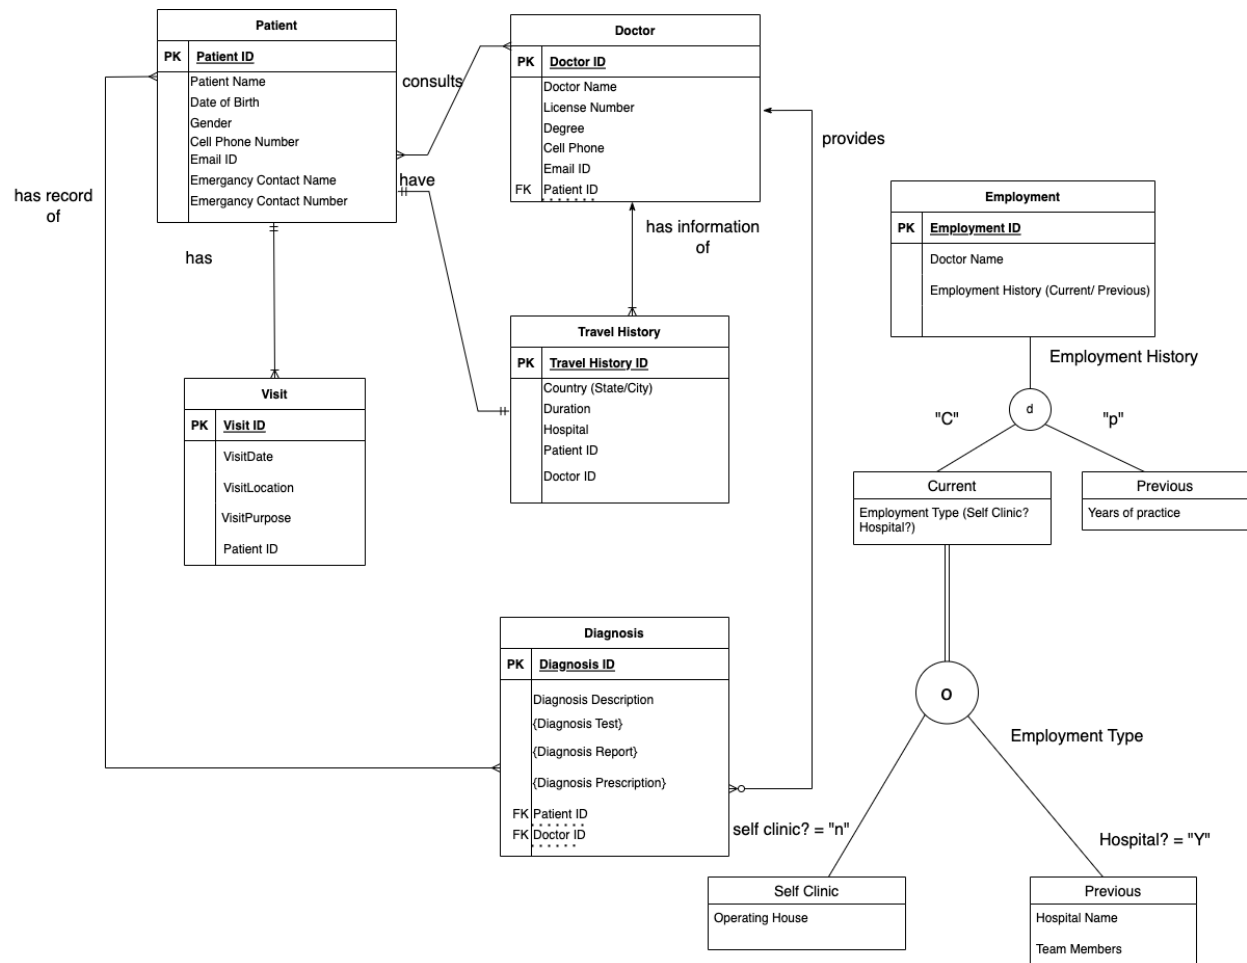 Patient
PK Patient ID
Patient Name
Date of Birth
Gender
Cell Phone Number
Email ID
Emergancy Contact Name
Emergancy Contact Number
consults
have
has record
of
has
Doctor
PK Doctor ID
Doctor Name
License Number
Degree
Cell Phone
Email ID
FK Patient ID
provides
has information
of
Travel History
PK Travel History ID
Country (State/City)
Duration
Hospital
Patient ID
Doctor ID
Visit
PK Visit ID
VisitDate
VisitLocation
VisitPurpose
Patient ID
Diagnosis
PK Diagnosis ID
Diagnosis Description
{Diagnosis Test}
{Diagnosis Report}
{Diagnosis Prescription}
FK Patient ID
FK Doctor ID
Employment
PK Employment ID
Doctor Name
Employment History (Current/ Previous)
Employment History
d
"C"
"p"
Current
Employment Type (Self Clinic?
Hospital?)
Previous
Years of practice
O
Employment Type
self clinic? = "n"
Hospital? = "Y"
Self Clinic
Operating House
Previous
Hospital Name
Team Members